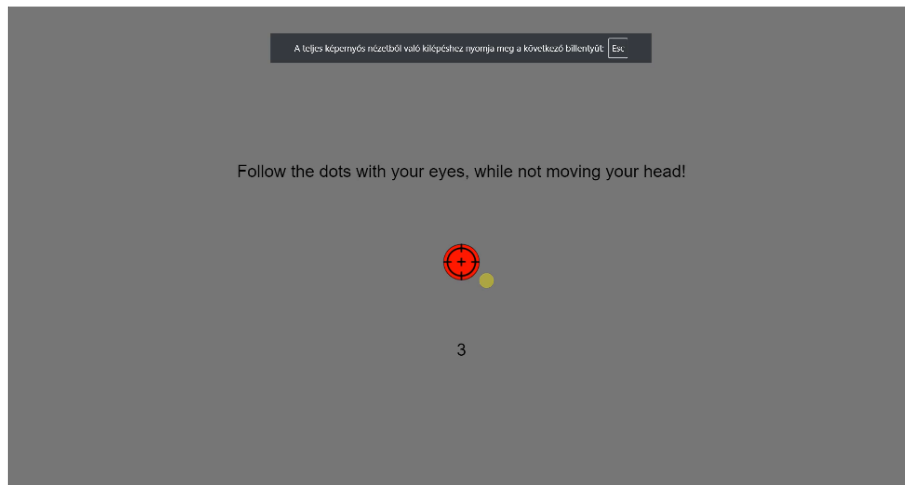 A teljes képernyős nézetből való kilépéshez nyomja meg a következő billentyűt: Esc
Follow the dots with your eyes, while not moving your head!
3